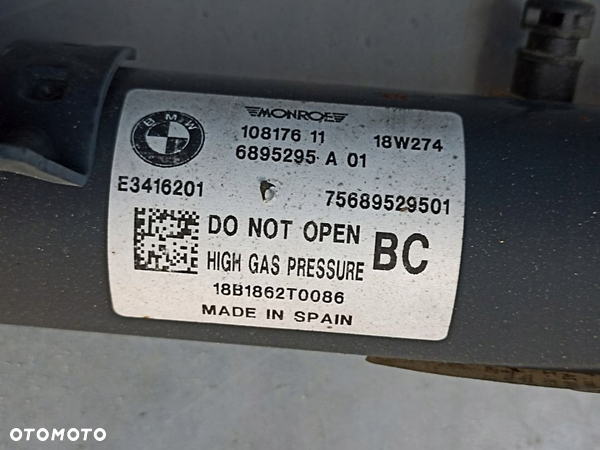 BMW
MONROE
108176 11 18W274
6895295 A 01
E3416201 75689529501
DO NOT OPEN BC
HIGH GAS PRESSURE
18B1862T0086
MADE IN SPAIN
OTOMOTO